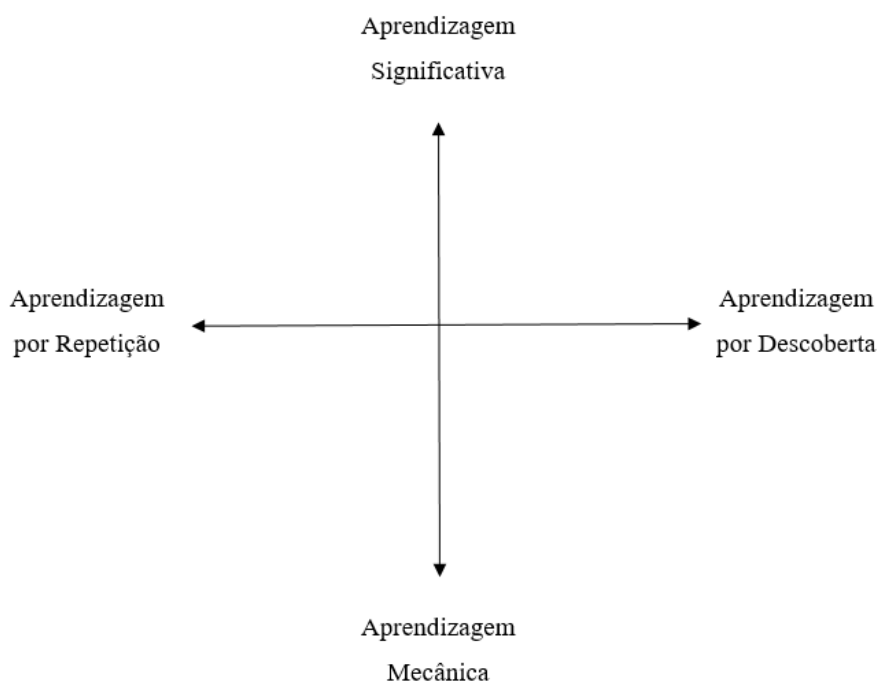 Aprendizagem
Significativa
Aprendizagem
por Repetição
Aprendizagem
por Descoberta
Aprendizagem
Mecânica